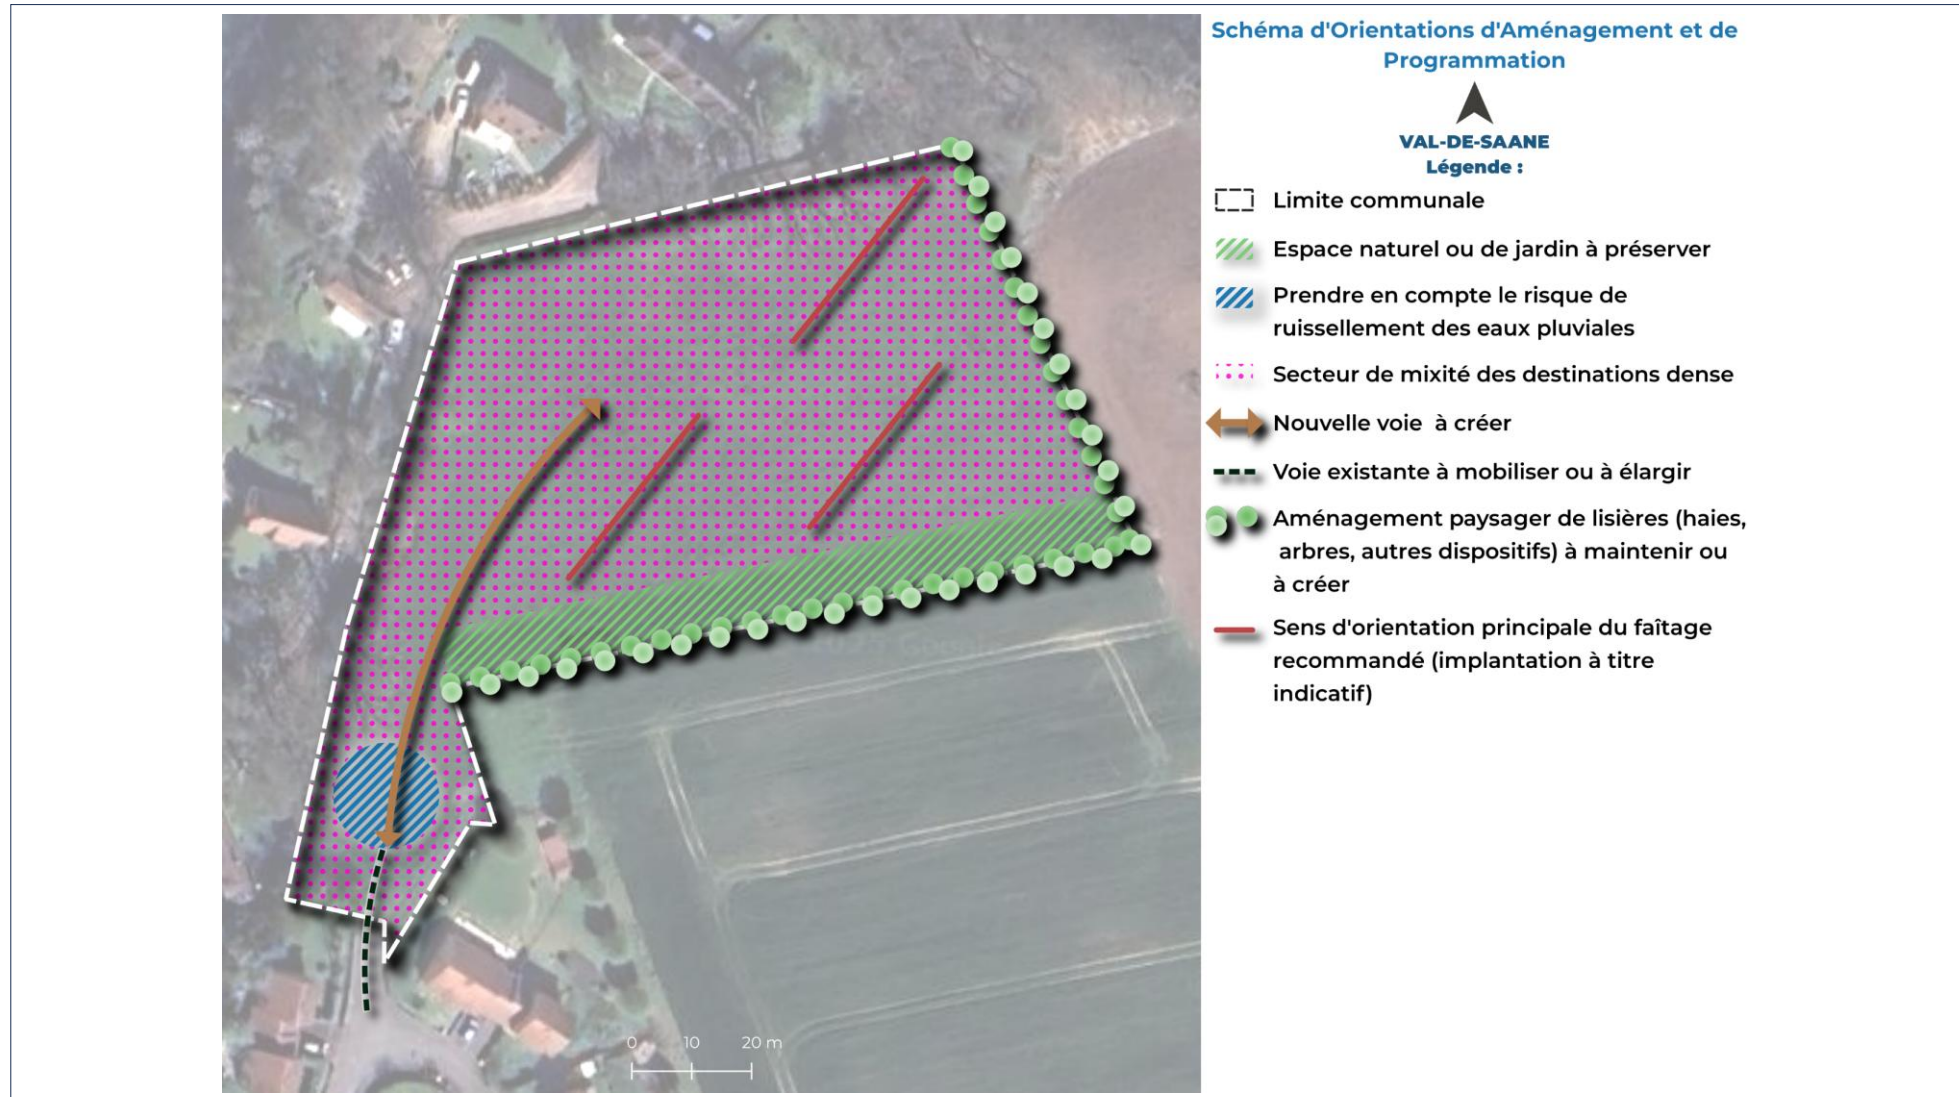 Schéma d'Orientations d'Aménagement et de
Programmation
VAL-DE-SAANE
Légende :
Limite communale
Espace naturel ou de jardin à préserver
Prendre en compte le risque de
ruissellement des eaux pluviales
Secteur de mixité des destinations dense
Nouvelle voie à créer
Voie existante à mobiliser ou à élargir
Aménagement paysager de lisières (haies,
arbres, autres dispositifs) à maintenir ou
à créer
Sens d'orientation principale du faîtage
recommandé (implantation à titre
indicatif)
0 10 20 m